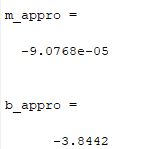 m_appro =
-9.0768e-05
b_appro =
-3.8442